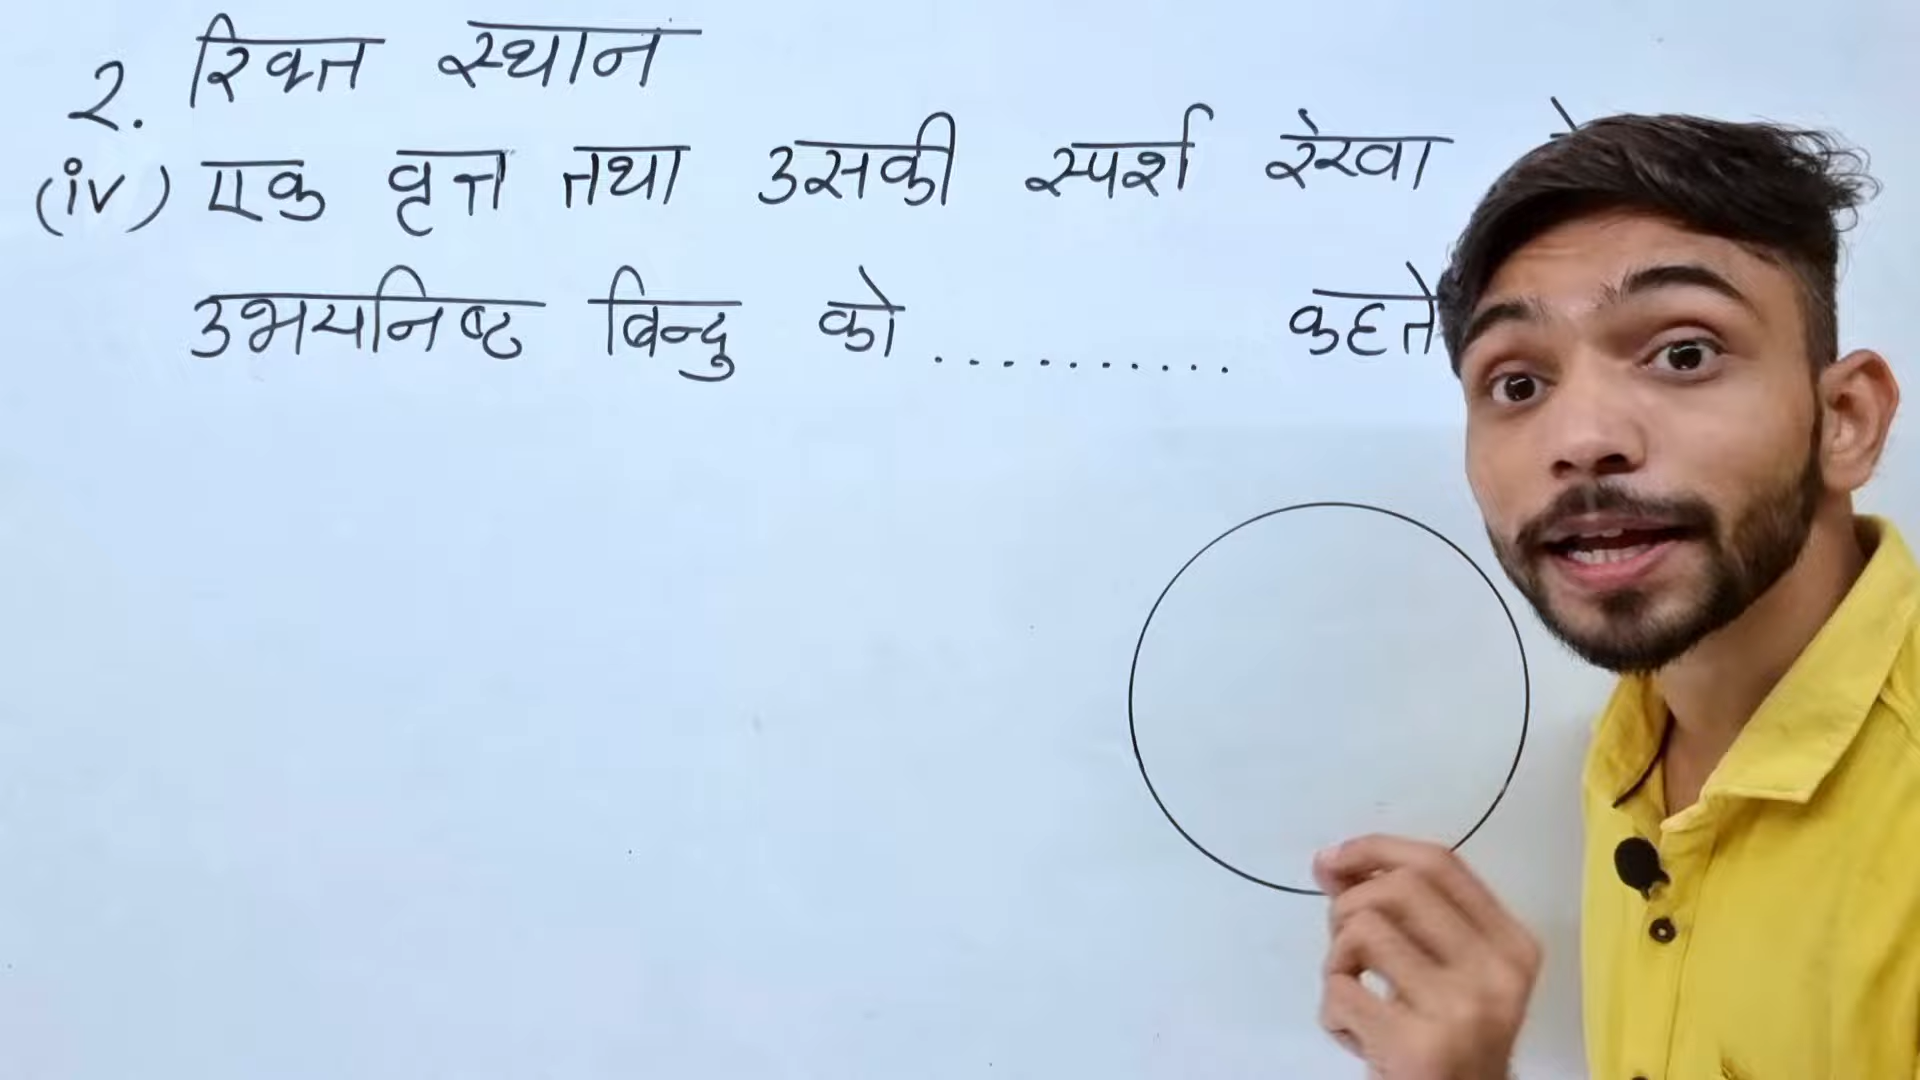 2. रिक्त स्थान
(iv) एक वृत्त तथा उसकी स्पर्श रेखा
उभयनिष्ट बिन्दु को .......... कहते